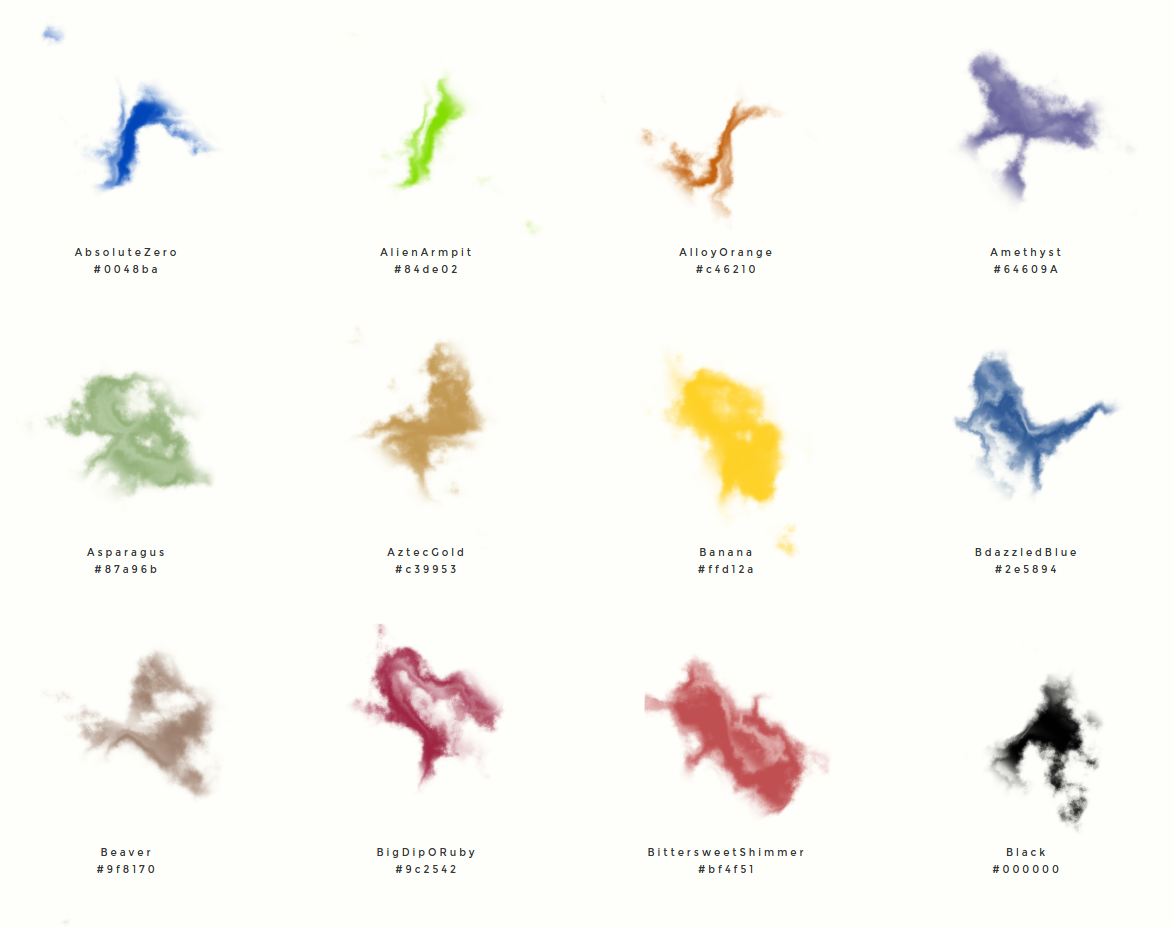 AbsoluteZero
#0048ba
AlienArmpit
#84de02
AlloyOrange
#c46210
Amethyst
#64609A
Asparagus
#87a96b
AztecGold
#c39953
Banana
#ffd12a
BdazzledBlue
#2e5894
Beaver
#9f8170
BigDipORuby
#9c2542
BittersweetShimmer
#bf4f51
Black
#000000